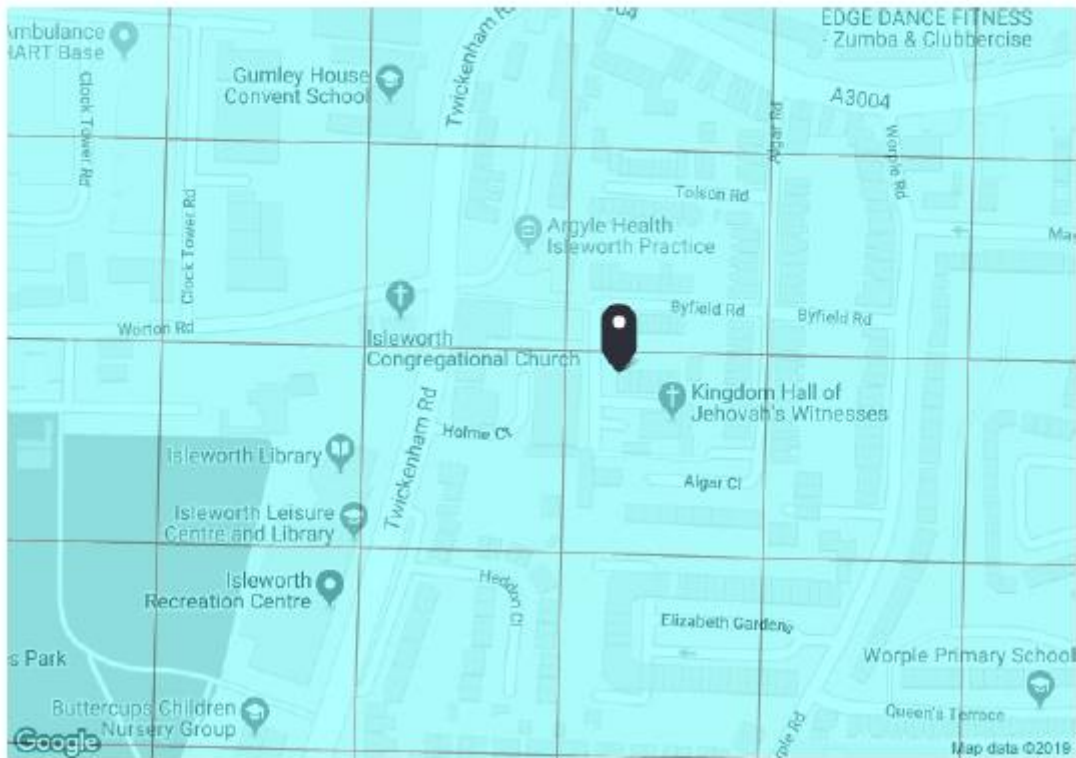 Ambulance
HART Base
Clock Tower Rd
Gumley House
Convent School
Twickenham Rd
3004
EDGE DANCE FITNESS
- Zumba & Clubbercise
A3004
Algar Rd
Worple Rd
Tolson Rd
Clock Tower Rd
Argyle Health
Isleworth Practice
Byfield Rd
Byfield Rd
Worton Rd
Isleworth
Congregational Church
Kingdom Hall of
Jehovah's Witnesses
Twickenham Rd
Holme Cl
Isleworth Library
Algar Cl
Isleworth Leisure
Centre and Library
Isleworth
Recreation Centre
Heddon Cl
Elizabeth Gardens
s Park
Worple Primary School
Buttercups Children
Nursery Group
Queen's Terrace
rple Rd
Google
Map data ©2019